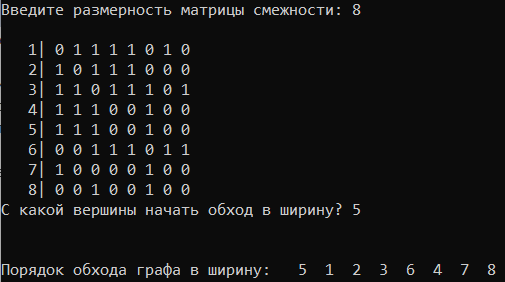 Введите размерность матрицы смежности: 8
1| 0 1 1 1 1 0 1 0
2| 1 0 1 1 1 0 0 0
3| 1 1 0 1 1 1 0 1
4| 1 1 1 0 0 1 0 0
5| 1 1 1 0 0 1 0 0
6| 0 0 1 1 1 0 1 1
7| 1 0 0 0 0 1 0 0
8| 0 0 1 0 0 1 0 0
С какой вершины начать обход в ширину? 5
Порядок обхода графа в ширину: 5 1 2 3 6 4 7 8